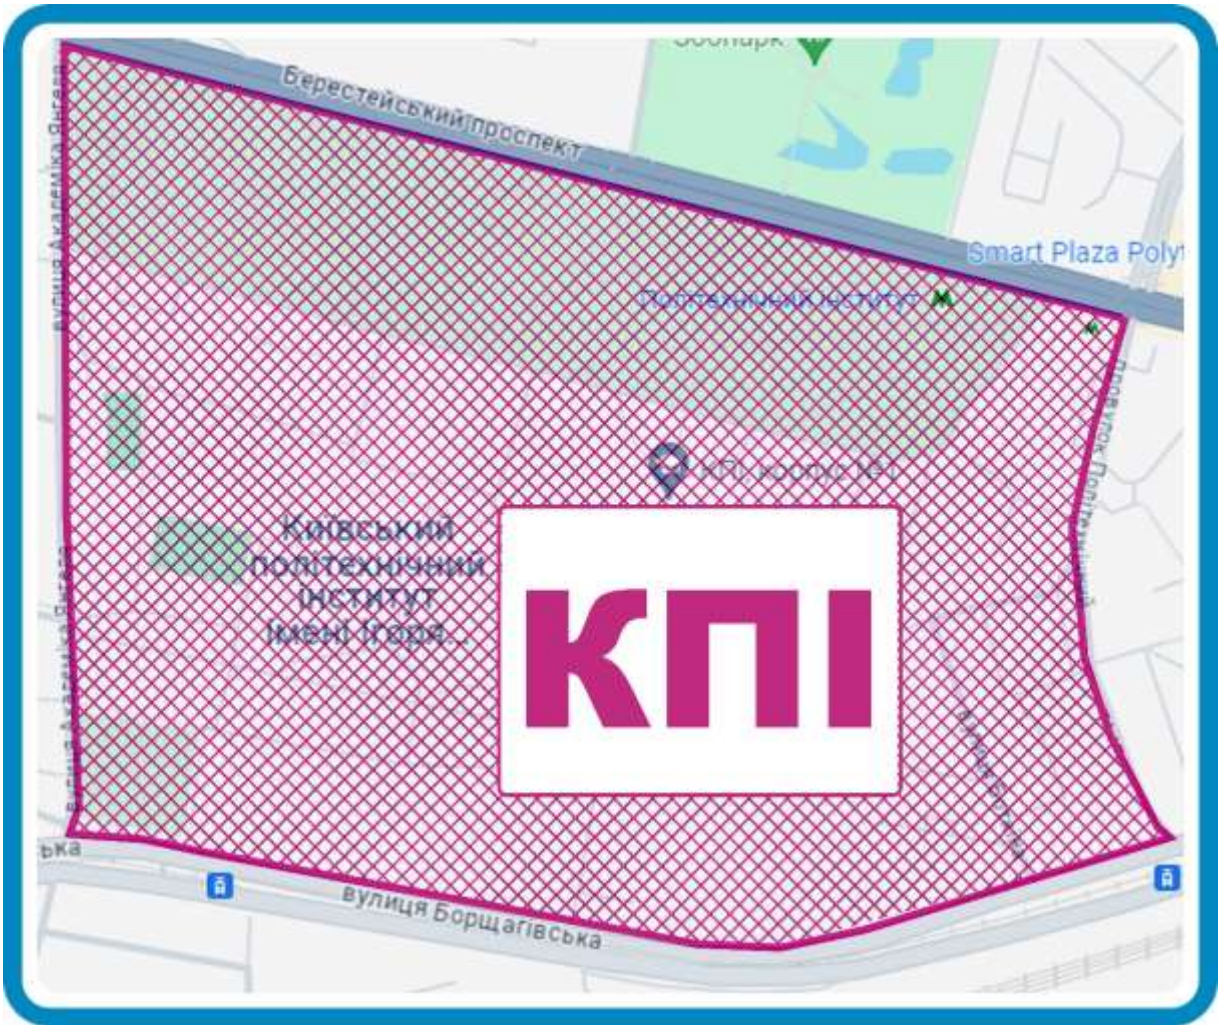 Зоопарк
Берестейський проспект
вулиця Академіка Янгеля
Smart Plaza Polyt
Політехнічний інститут
провулок Політехнічний
КПІ, корпус №1
Київський
політехнічний
інститут
імені Ігоря...
КПІ
вулиця Академіка Янгеля
ька
вулиця Борщагівська